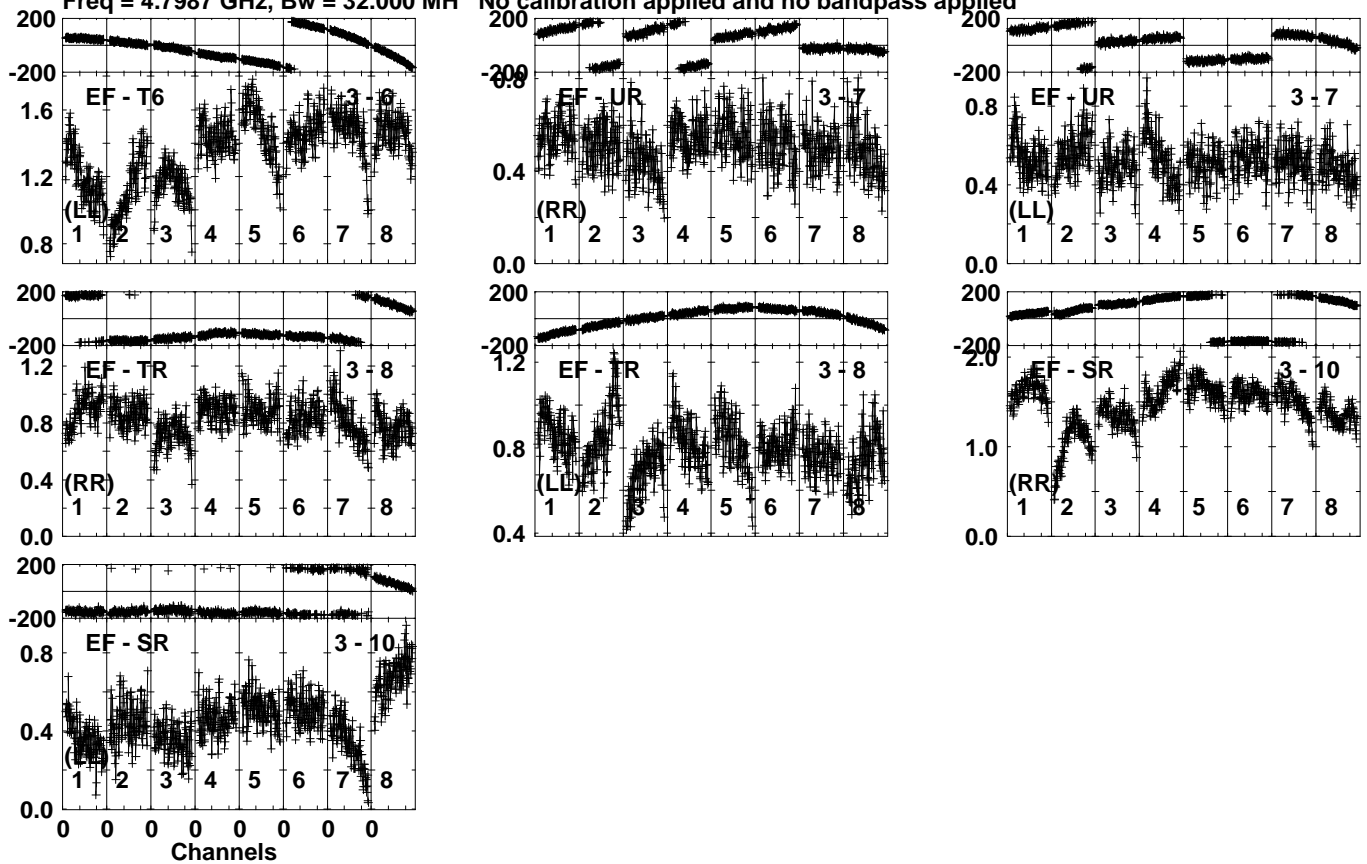 Freq = 4.7987 GHz, Bw = 32.000 MH No calibration applied and no bandpass applied
200 200 200
-200 -200 -200
EF - T6 3 - 6
1.6
1.2
0.8
(LL)
1 2 3 4 5 6 7 8
0.8
EF - UR 3 - 7
0.4
0.0
(RR)
1 2 3 4 5 6 7 8
EF - UR 3 - 7
0.8
0.4
0.0
(LL)
1 2 3 4 5 6 7 8
200 200 200
-200 -200 -200
1.2
EF - TR 3 - 8
0.8
0.4
0.0
(RR)
1 2 3 4 5 6 7 8
1.2
EF - TR 3 - 8
0.8
0.4
(LL)
1 2 3 4 5 6 7 8
2.0
EF - SR 3 - 10
1.0
0.0
(RR)
1 2 3 4 5 6 7 8
200
-200
EF - SR 3 - 10
0.8
0.4
0.0
(LL)
1 2 3 4 5 6 7 8
0 0 0 0 0 0 0 0
Channels